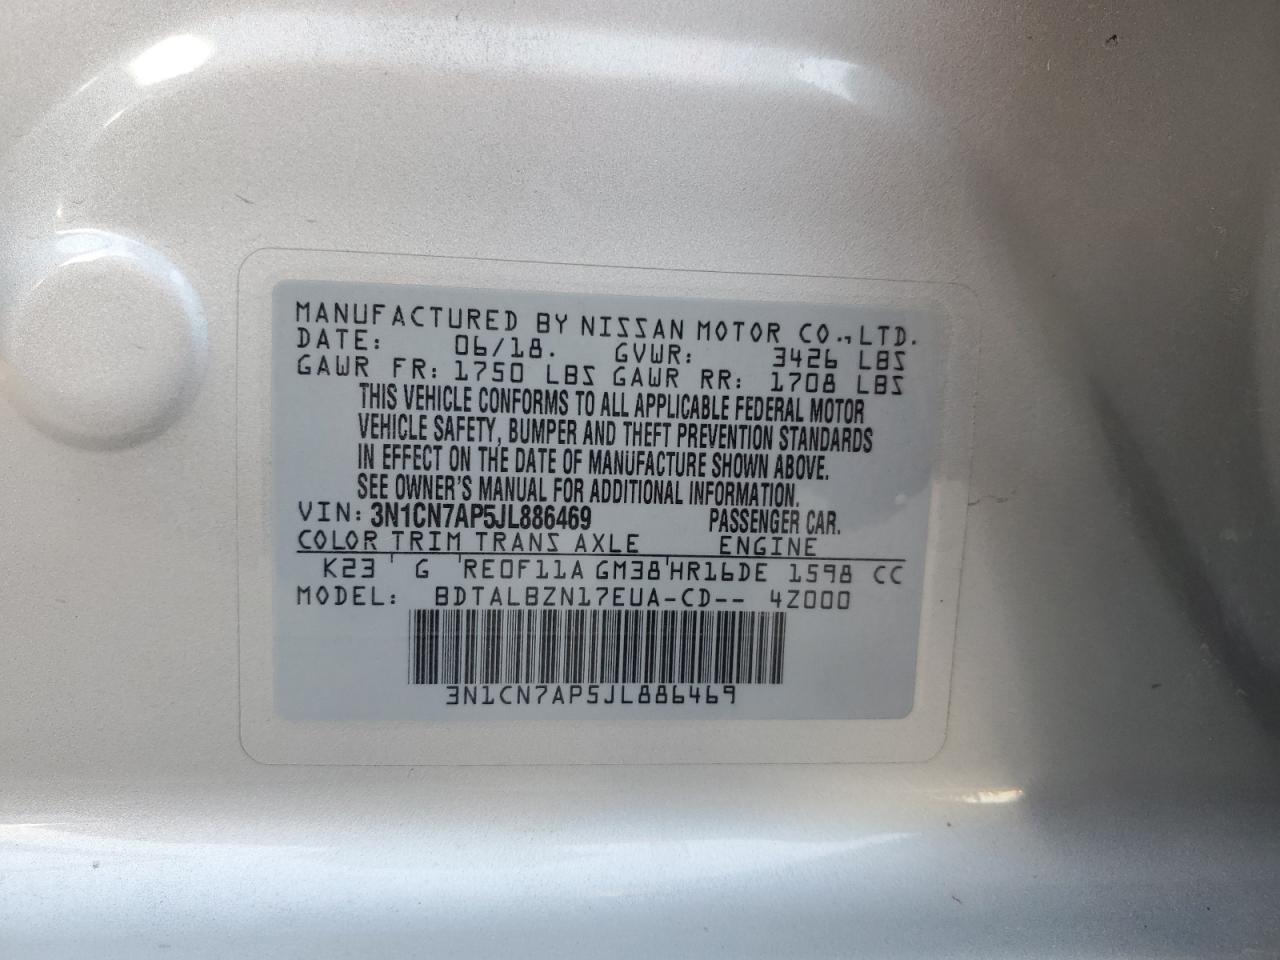 MANUFACTURED BY NISSAN MOTOR CO., LTD.
DATE: 06/18. GVWR: 3426 LBS
GAWR FR: 1750 LBS GAWR RR: 1708 LBS
THIS VEHICLE CONFORMS TO ALL APPLICABLE FEDERAL MOTOR
VEHICLE SAFETY, BUMPER AND THEFT PREVENTION STANDARDS
IN EFFECT ON THE DATE OF MANUFACTURE SHOWN ABOVE.
SEE OWNER'S MANUAL FOR ADDITIONAL INFORMATION.
VIN: 3N1CN7AP5JL886469 PASSENGER CAR.
COLOR TRIM TRANS AXLE ENGINE
K23 ' G 'RE0F11A GM38'HR16DE 1598 CC
MODEL: BDTALBZN17EUA-CD-- 4Z000
3N1CN7AP5JL886469